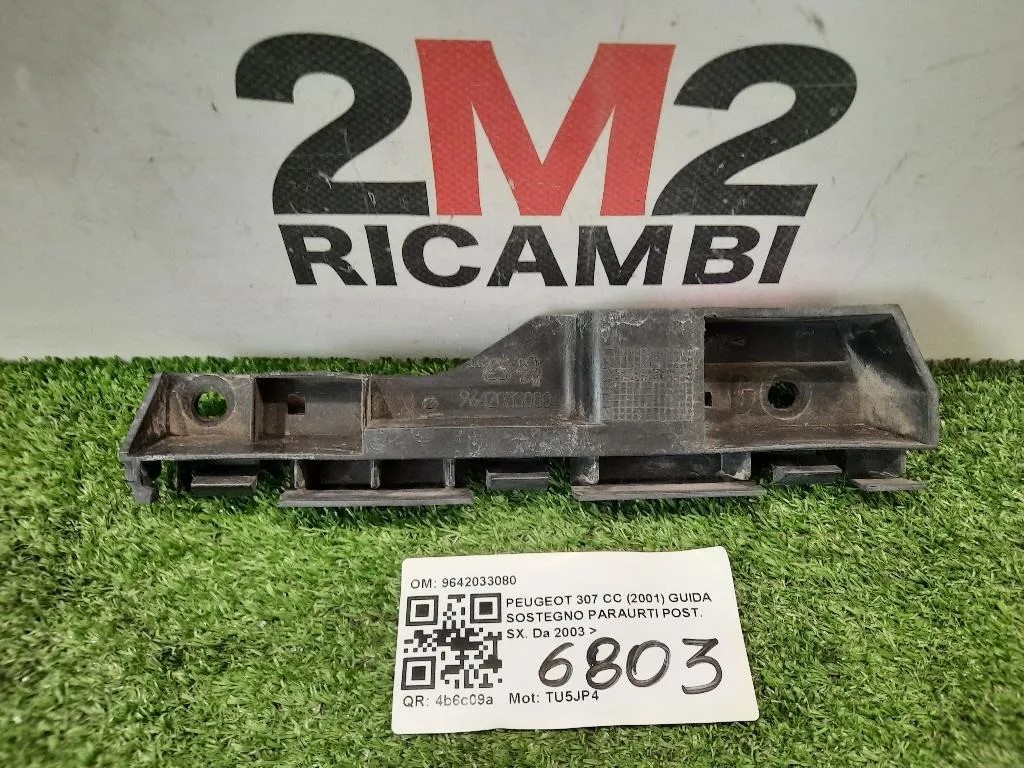 2M2
RICAMBI
9642033080
OM: 9642033080
PEUGEOT 307 CC (2001) GUIDA
SOSTEGNO PARAURTI POST.
SX. Da 2003 >
6803
QR: 4b6c09a Mot: TU5JP4